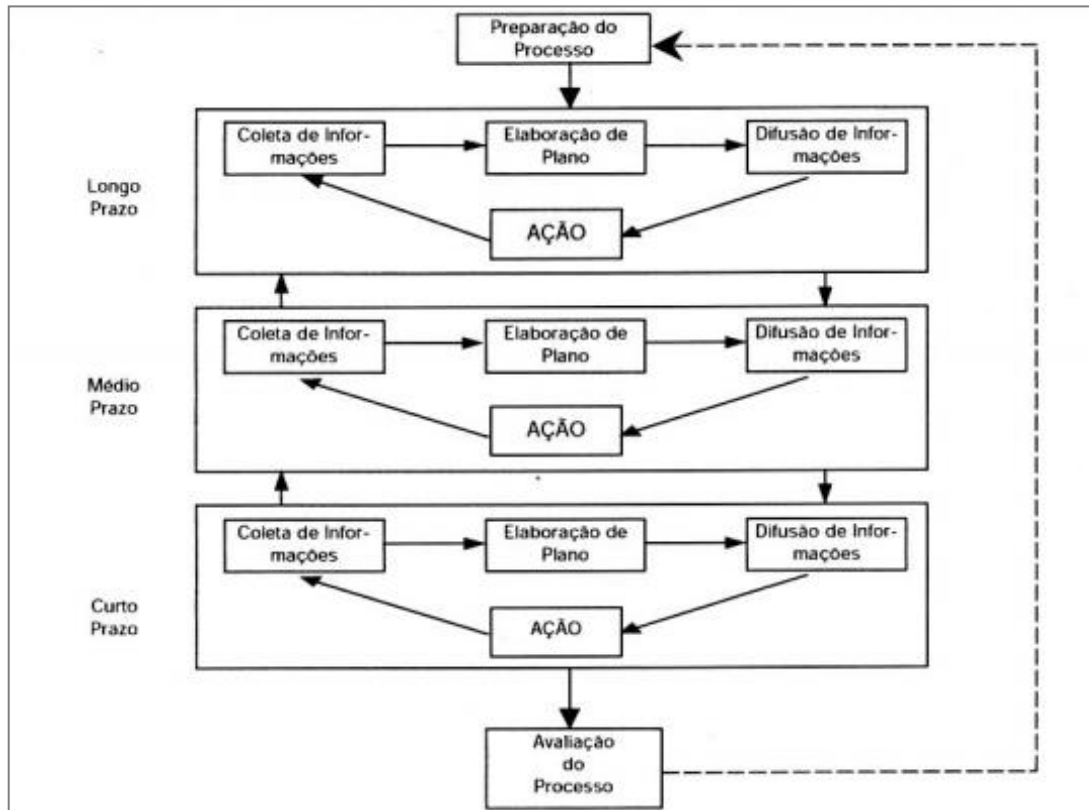 Preparação do
Processo
Coleta de Infor-
mações
Elaboração de
Plano
Difusão de Infor-
mações
Longo
Prazo
AÇÃO
Coleta de Infor-
mações
Elaboração de
Plano
Difusão de Infor-
mações
Médio
Prazo
AÇÃO
Coleta de Infor-
mações
Elaboração de
Plano
Difusão de Infor-
mações
Curto
Prazo
AÇÃO
Avaliação
do
Processo